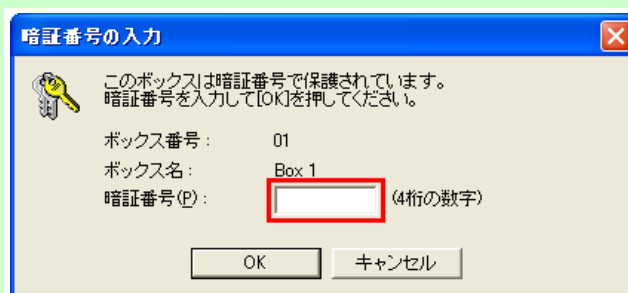 暗証番号の入力
このボックスは暗証番号で保護されています。
暗証番号を入力して[OK]を押してください。
ボックス番号: 01
ボックス名: Box 1
暗証番号(P): (4桁の数字)
OK キャンセル